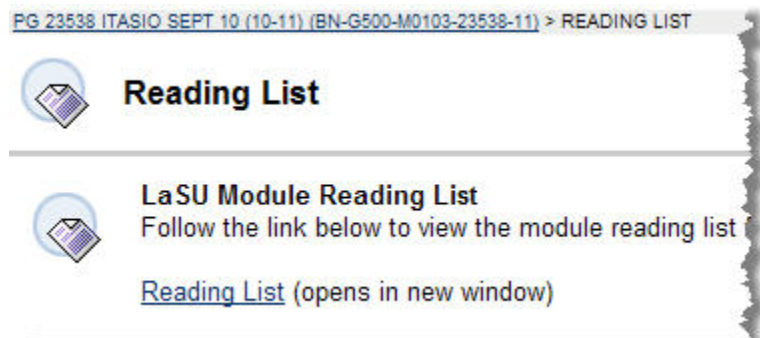 PG 23538 ITASIO SEPT 10 (10-11) (BN-G500-M0103-23538-11) > READING LIST
Reading List
LaSU Module Reading List
Follow the link below to view the module reading list
Reading List (opens in new window)